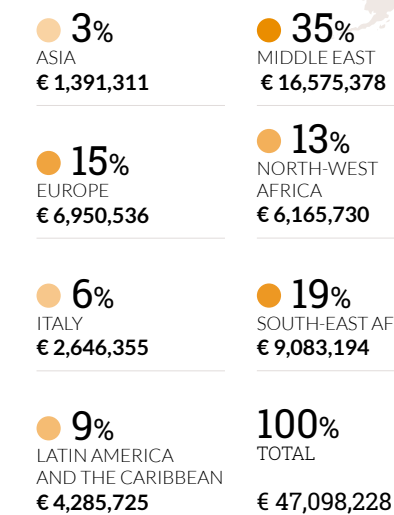 3%
ASIA
€ 1,391,311
15%
EUROPE
€ 6,950,536
6%
ITALY
€ 2,646,355
9%
LATIN AMERICA
AND THE CARIBBEAN
€ 4,285,725
35%
MIDDLE EAST
€ 16,575,378
13%
NORTH-WEST
AFRICA
€ 6,165,730
19%
SOUTH-EAST AF
€ 9,083,194
100%
TOTAL
€ 47,098,228